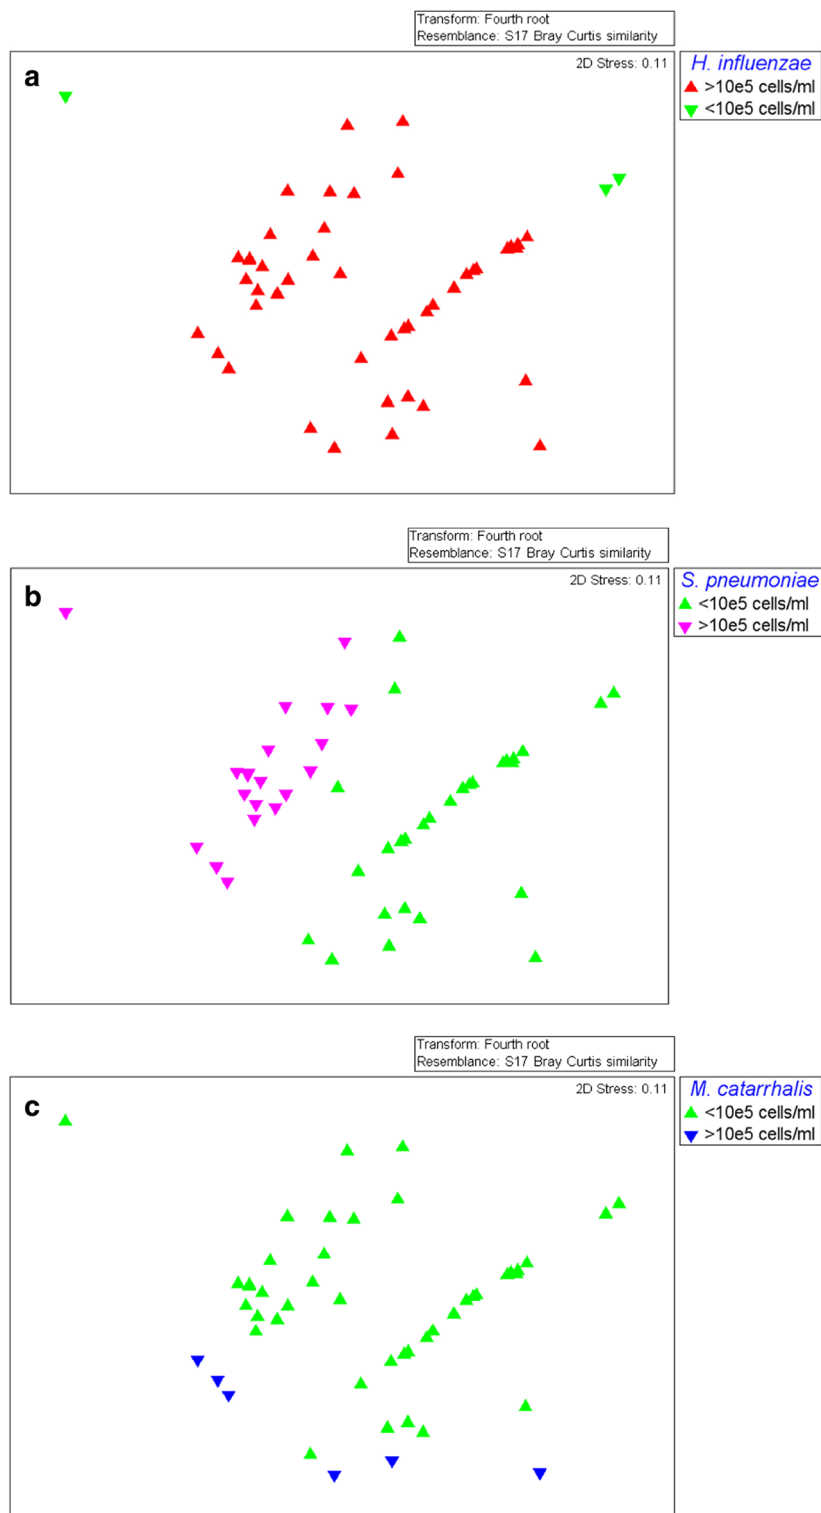 Transform: Fourth root
Resemblance: S17 Bray Curtis similarity
a
2D Stress: 0.11
H. influenzae
>10e5 cells/ml
<10e5 cells/ml
Transform: Fourth root
Resemblance: S17 Bray Curtis similarity
b
2D Stress: 0.11
S. pneumoniae
<10e5 cells/ml
>10e5 cells/ml
Transform: Fourth root
Resemblance: S17 Bray Curtis similarity
c
2D Stress: 0.11
M. catarrhalis
<10e5 cells/ml
>10e5 cells/ml